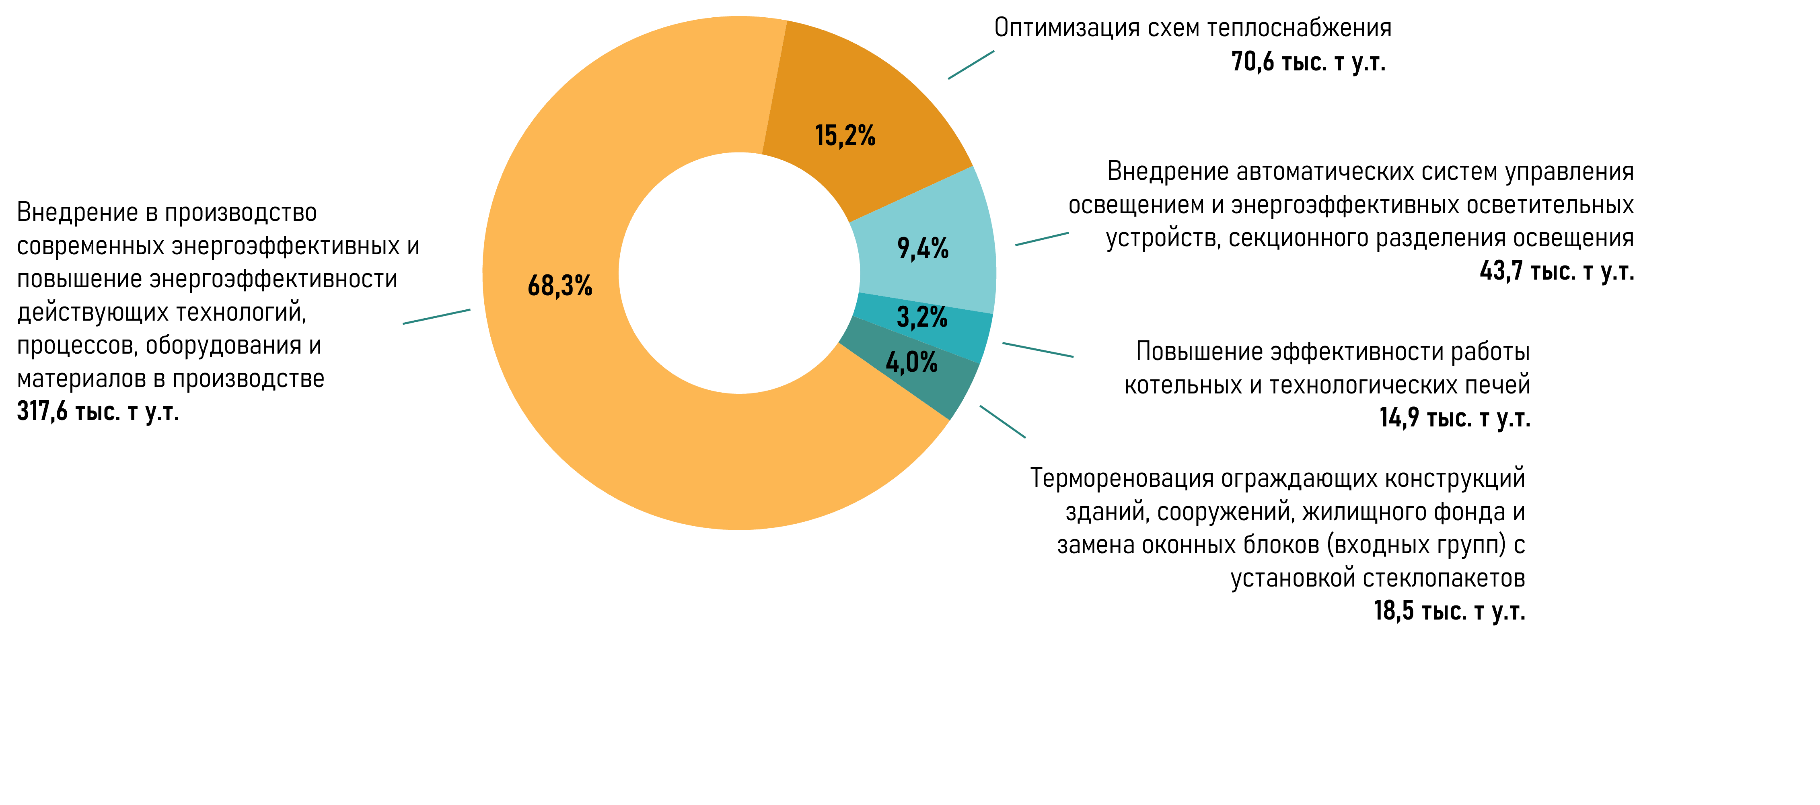 Оптимизация схем теплоснабжения
70,6 тыс. т у.т.
15,2%
Внедрение автоматических систем управления
освещением и энергоэффективных осветительных
устройств, секционного разделения освещения
43,7 тыс. т у.т.
9,4%
Внедрение в производство
современных энергоэффективных и
повышение энергоэффективности
действующих технологий,
процессов, оборудования и
материалов в производстве
317,6 тыс. т у.т.
68,3%
3,2%
Повышение эффективности работы
котельных и технологических печей
14,9 тыс. т у.т.
4,0%
Термореновация ограждающих конструкций
зданий, сооружений, жилищного фонда и
замена оконных блоков (входных групп) с
установкой стеклопакетов
18,5 тыс. т у.т.